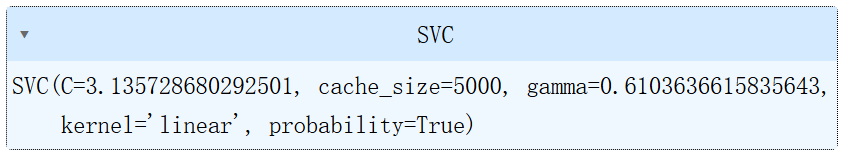 SVC
SVC(C=3.135728680292501, cache_size=5000, gamma=0.6103636615835643,
kernel='linear', probability=True)